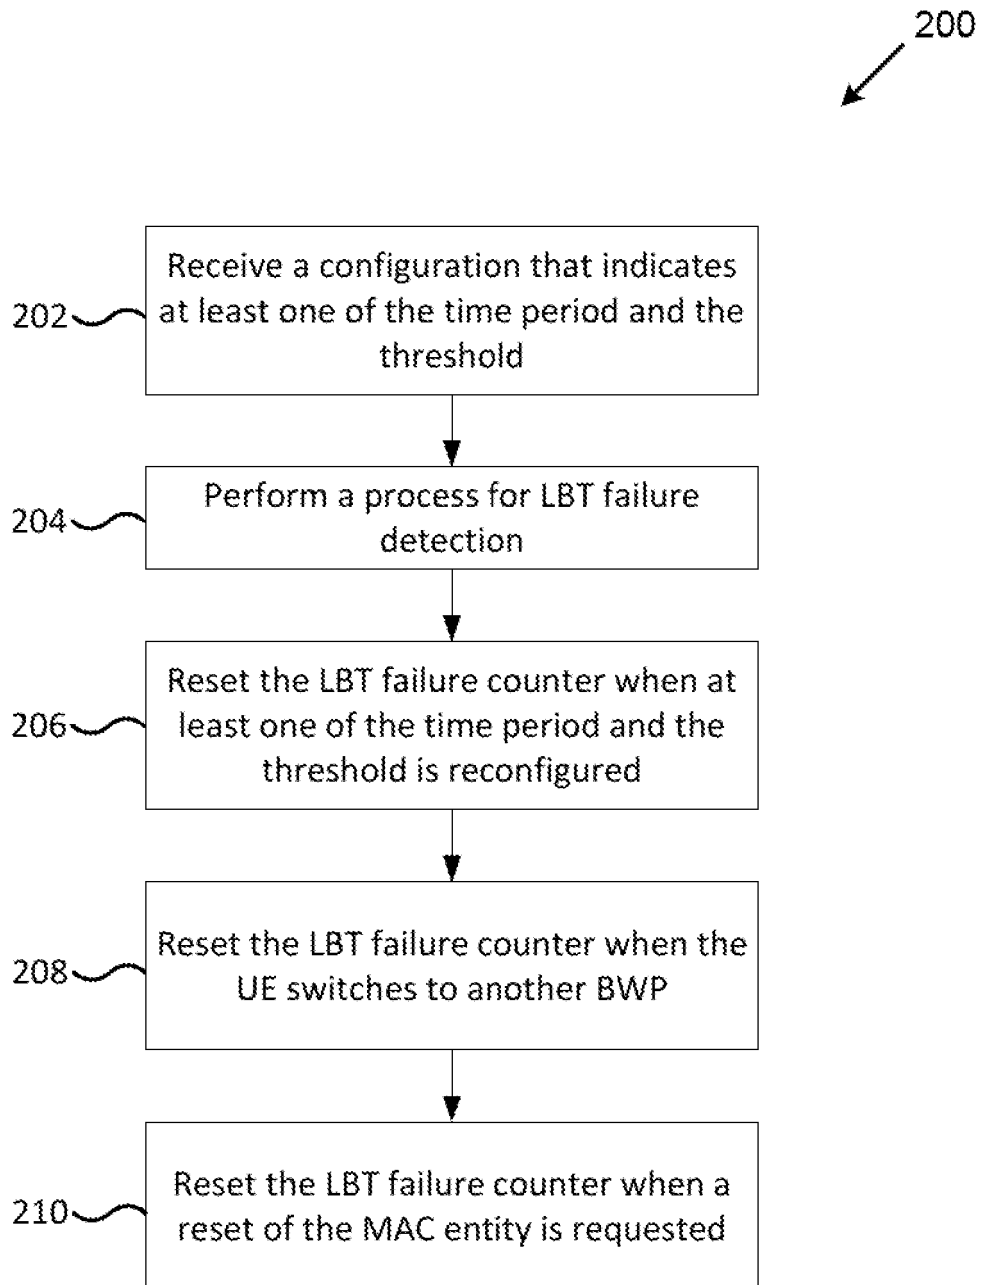 200
202
Receive a configuration that indicates
at least one of the time period and the
threshold
204
Perform a process for LBT failure
detection
206
Reset the LBT failure counter when at
least one of the time period and the
threshold is reconfigured
208
Reset the LBT failure counter when the
UE switches to another BWP
210
Reset the LBT failure counter when a
reset of the MAC entity is requested